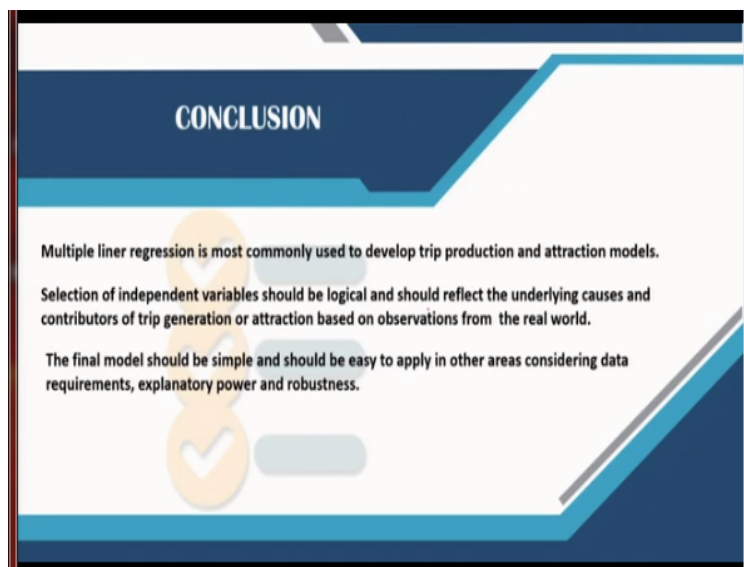 CONCLUSION
Multiple liner regression is most commonly used to develop trip production and attraction models.
Selection of independent variables should be logical and should reflect the underlying causes and
contributors of trip generation or attraction based on observations from the real world.
The final model should be simple and should be easy to apply in other areas considering data
requirements, explanatory power and robustness.